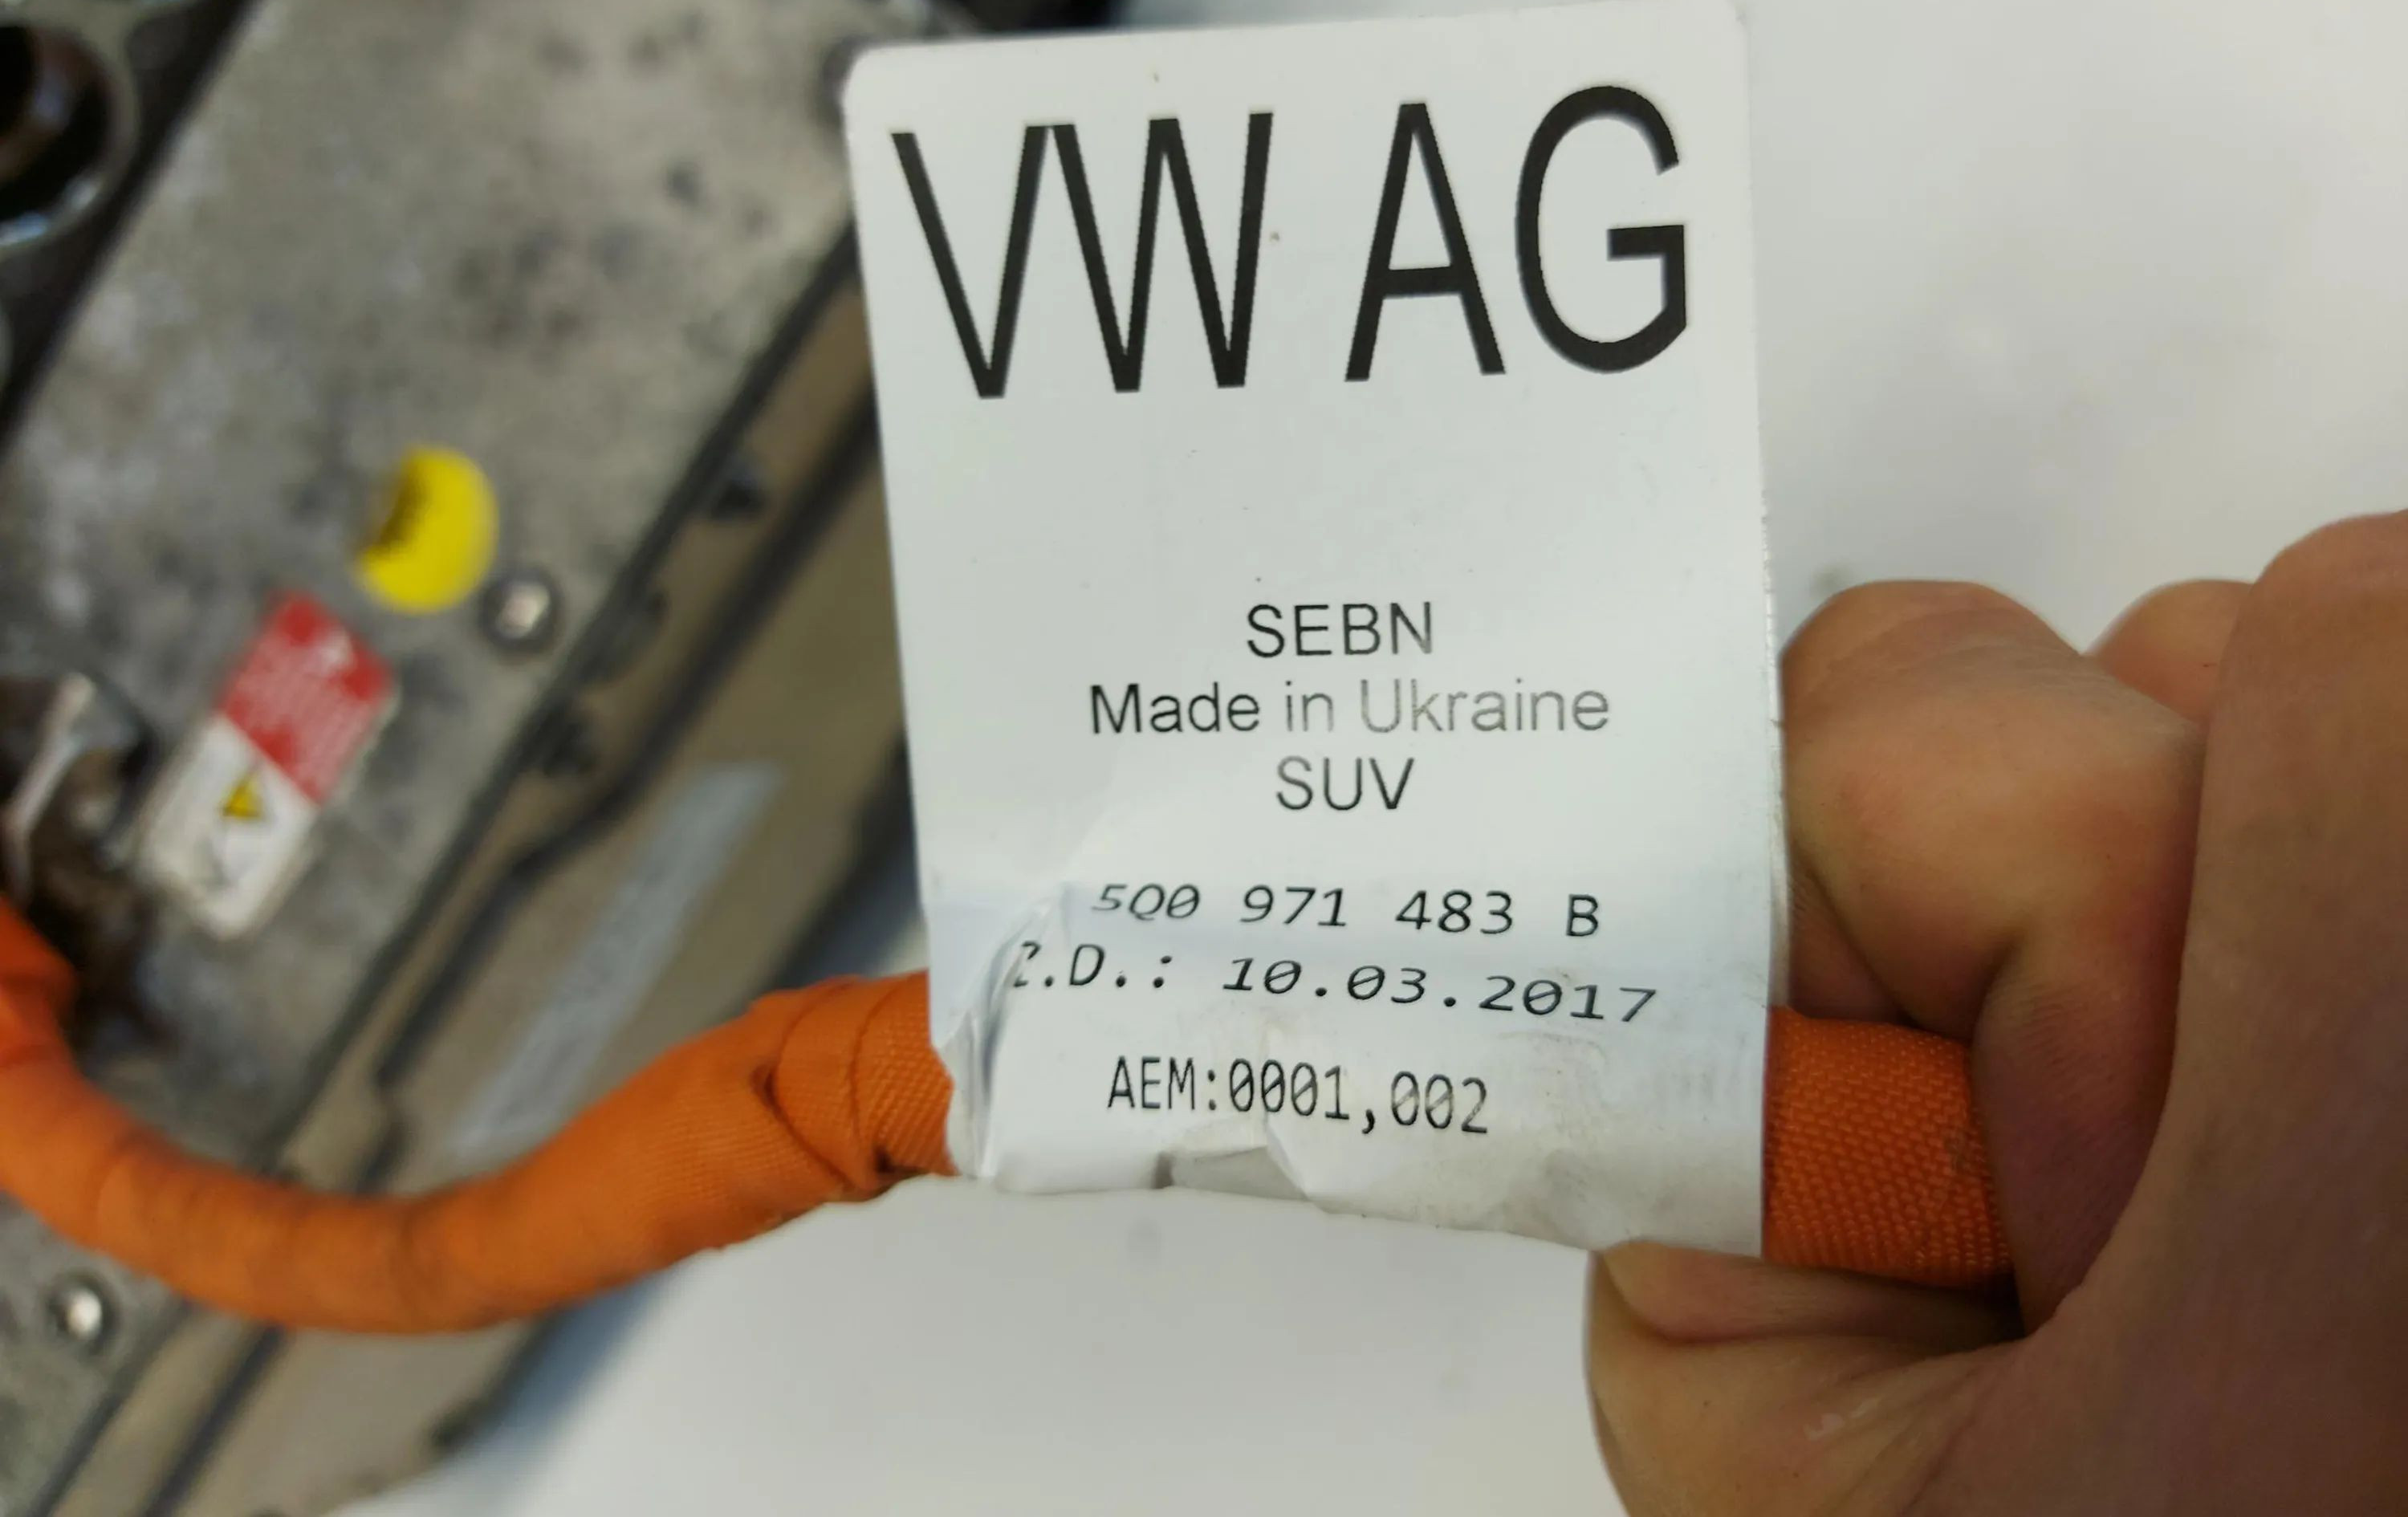 VW AG
SEBN
Made in Ukraine
SUV
5Q0 971 483 B
Z.D.: 10.03.2017
AEM:0001,002